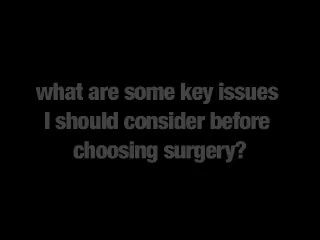 what are some key issues
I should consider before
choosing surgery?